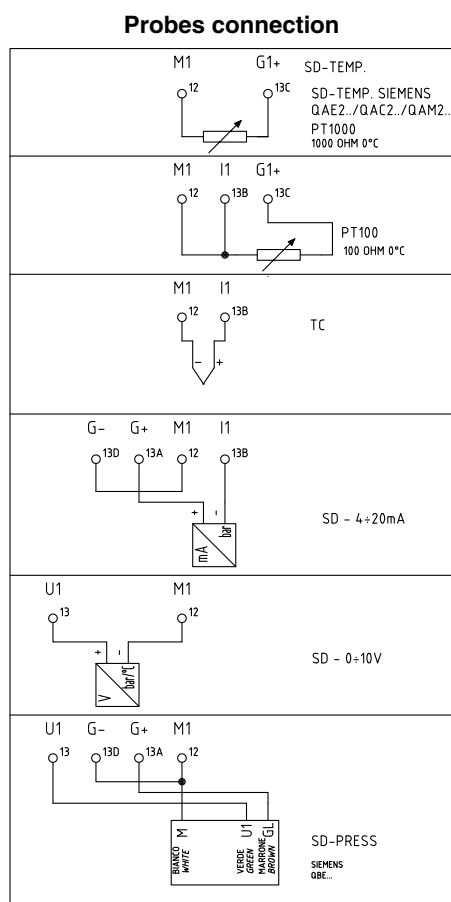 Probes connection
M1 G1+ SD-TEMP.
12 13C SD-TEMP. SIEMENS
QAE2../QAC2../QAM2..
PT1000
1000 OHM 0°C
M1 I1 G1+
12 13B 13C
PT100
100 OHM 0°C
M1 I1
12 13B TC
- +
G- G+ M1 I1
13D 13A 12 13B
+ -
mA bar
SD - 4÷20mA
U1 M1
13 12
+ -
V bar/°C
SD - 0÷10V
U1 G- G+ M1
13 13D 13A 12
M U1 GL
BIANCO VERDE MARRONE
WHITE GREEN BROWN
SD-PRESS
SIEMENS
QBE...